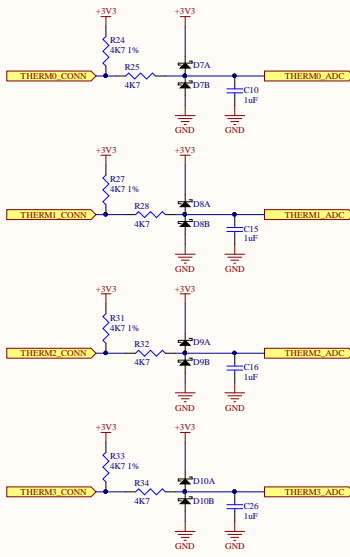 +3V3
+3V3
R24
4K7 1%
R25
4K7
D7A
D7B
THERM0_CONN
C10
1uF
THERM0_ADC
GND
GND
+3V3
+3V3
R27
4K7 1%
R28
4K7
D8A
D8B
THERM1_CONN
C15
1uF
THERM1_ADC
GND
GND
+3V3
+3V3
R31
4K7 1%
R32
4K7
D9A
D9B
THERM2_CONN
C16
1uF
THERM2_ADC
GND
GND
+3V3
+3V3
R33
4K7 1%
R34
4K7
D10A
D10B
THERM3_CONN
C26
1uF
THERM3_ADC
GND
GND